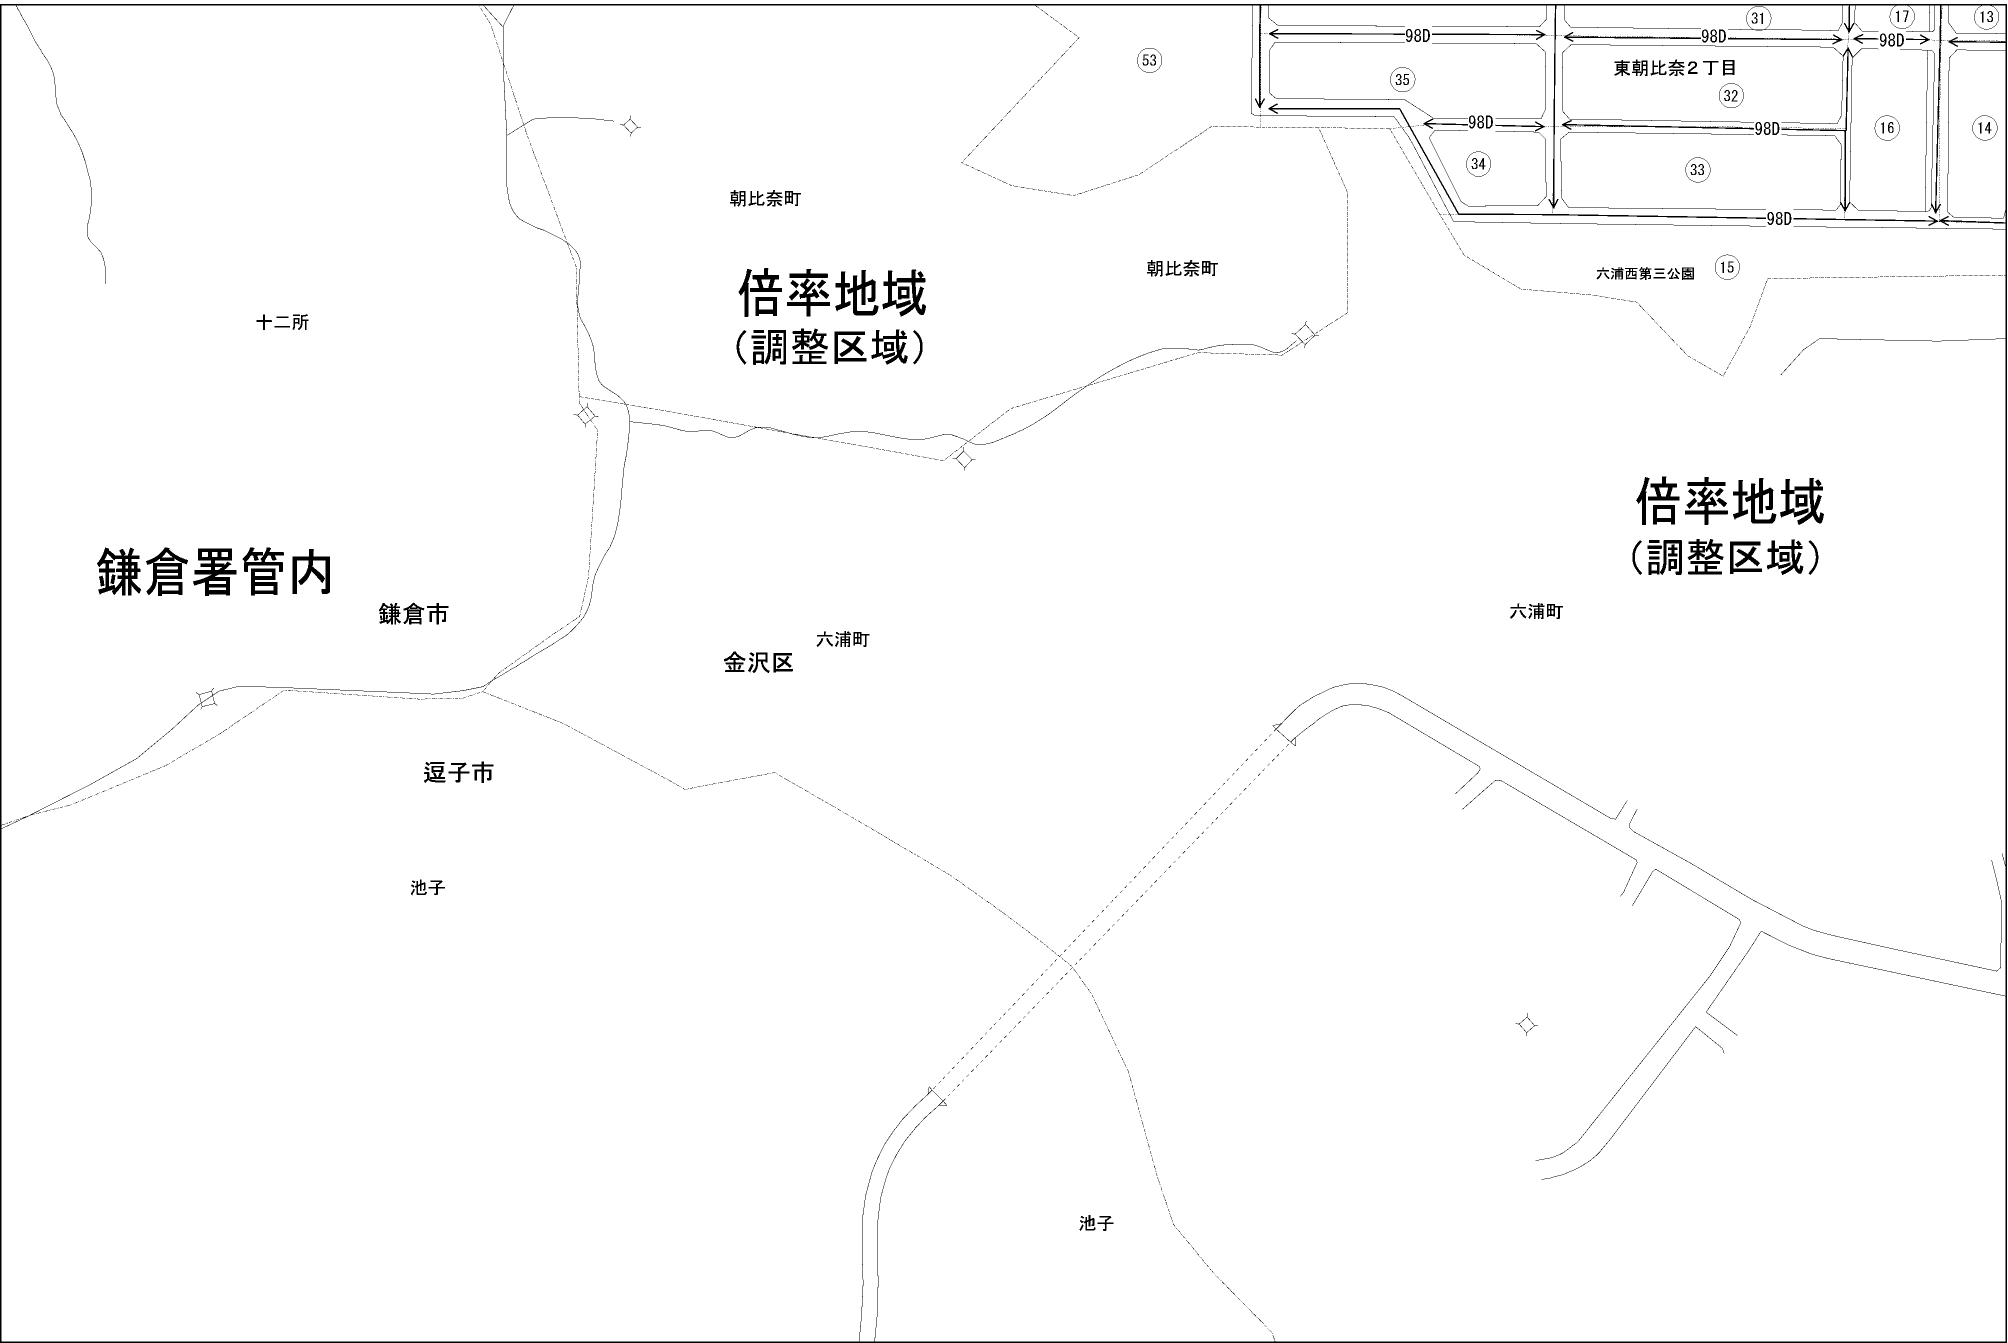 31
17
13
98D
98D
98D
53
東朝比奈２丁目
35
32
98D
98D
16
14
34
33
朝比奈町
98D
朝比奈町
六浦西第三公園
15
倍率地域
（調整区域）
十二所
倍率地域
（調整区域）
鎌倉署管内
鎌倉市
六浦町
六浦町
金沢区
逗子市
池子
池子